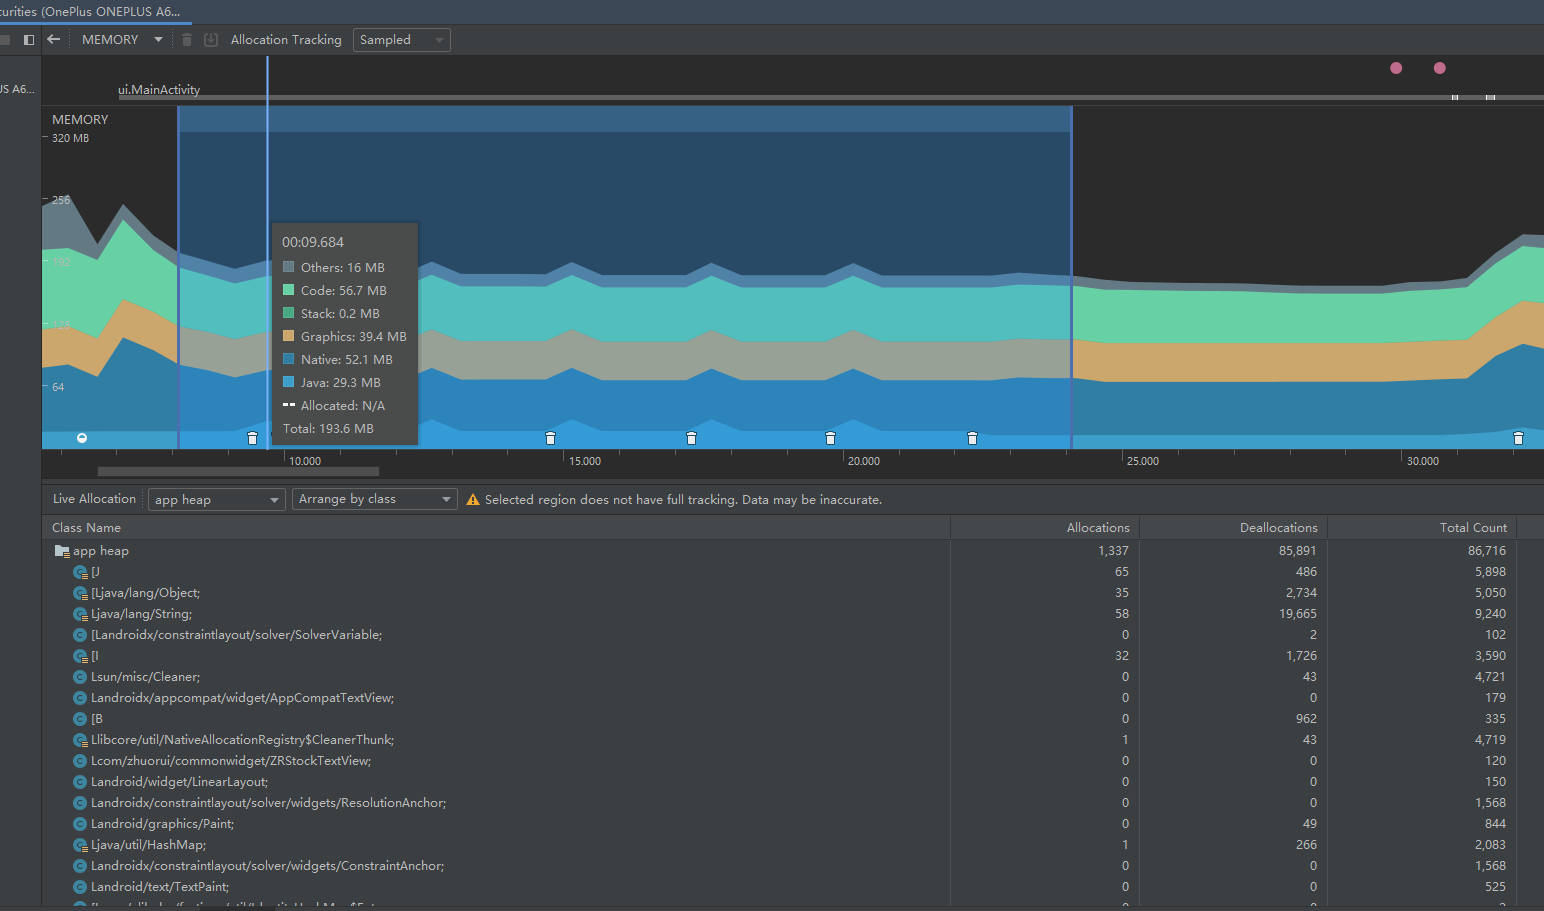 curities (OnePlus ONEPLUS A6...
MEMORY Allocation Tracking Sampled
US A6...
ui.MainActivity
MEMORY
320 MB
256
192
128
64
00:09.684
Others: 16 MB
Code: 56.7 MB
Stack: 0.2 MB
Graphics: 39.4 MB
Native: 52.1 MB
Java: 29.3 MB
Allocated: N/A
Total: 193.6 MB
10.000 15.000 20.000 25.000 30.000
Live Allocation app heap Arrange by class Selected region does not have full tracking. Data may be inaccurate.
Class Name Allocations Deallocations Total Count
app heap 1,337 85,891 86,716
[J 65 486 5,898
[Ljava/lang/Object; 35 2,734 5,050
Ljava/lang/String; 58 19,665 9,240
[Landroidx/constraintlayout/solver/SolverVariable; 0 2 102
[I 32 1,726 3,590
Lsun/misc/Cleaner; 0 43 4,721
Landroidx/appcompat/widget/AppCompatTextView; 0 0 179
[B 0 962 335
Llibcore/util/NativeAllocationRegistry$CleanerThunk; 1 43 4,719
Lcom/zhuorui/commonwidget/ZRStockTextView; 0 0 120
Landroid/widget/LinearLayout; 0 0 150
Landroidx/constraintlayout/solver/widgets/ResolutionAnchor; 0 0 1,568
Landroid/graphics/Paint; 0 49 844
Ljava/util/HashMap; 1 266 2,083
Landroidx/constraintlayout/solver/widgets/ConstraintAnchor; 0 0 1,568
Landroid/text/TextPaint; 0 0 525